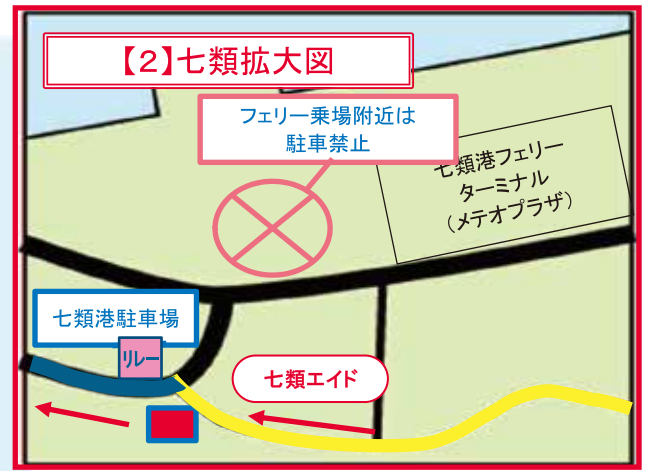 【2】七類拡大図
フェリー乗場附近は
駐車禁止
七類港フェリー
ターミナル
（メテオプラザ）
七類港駐車場
リレー
七類エイド